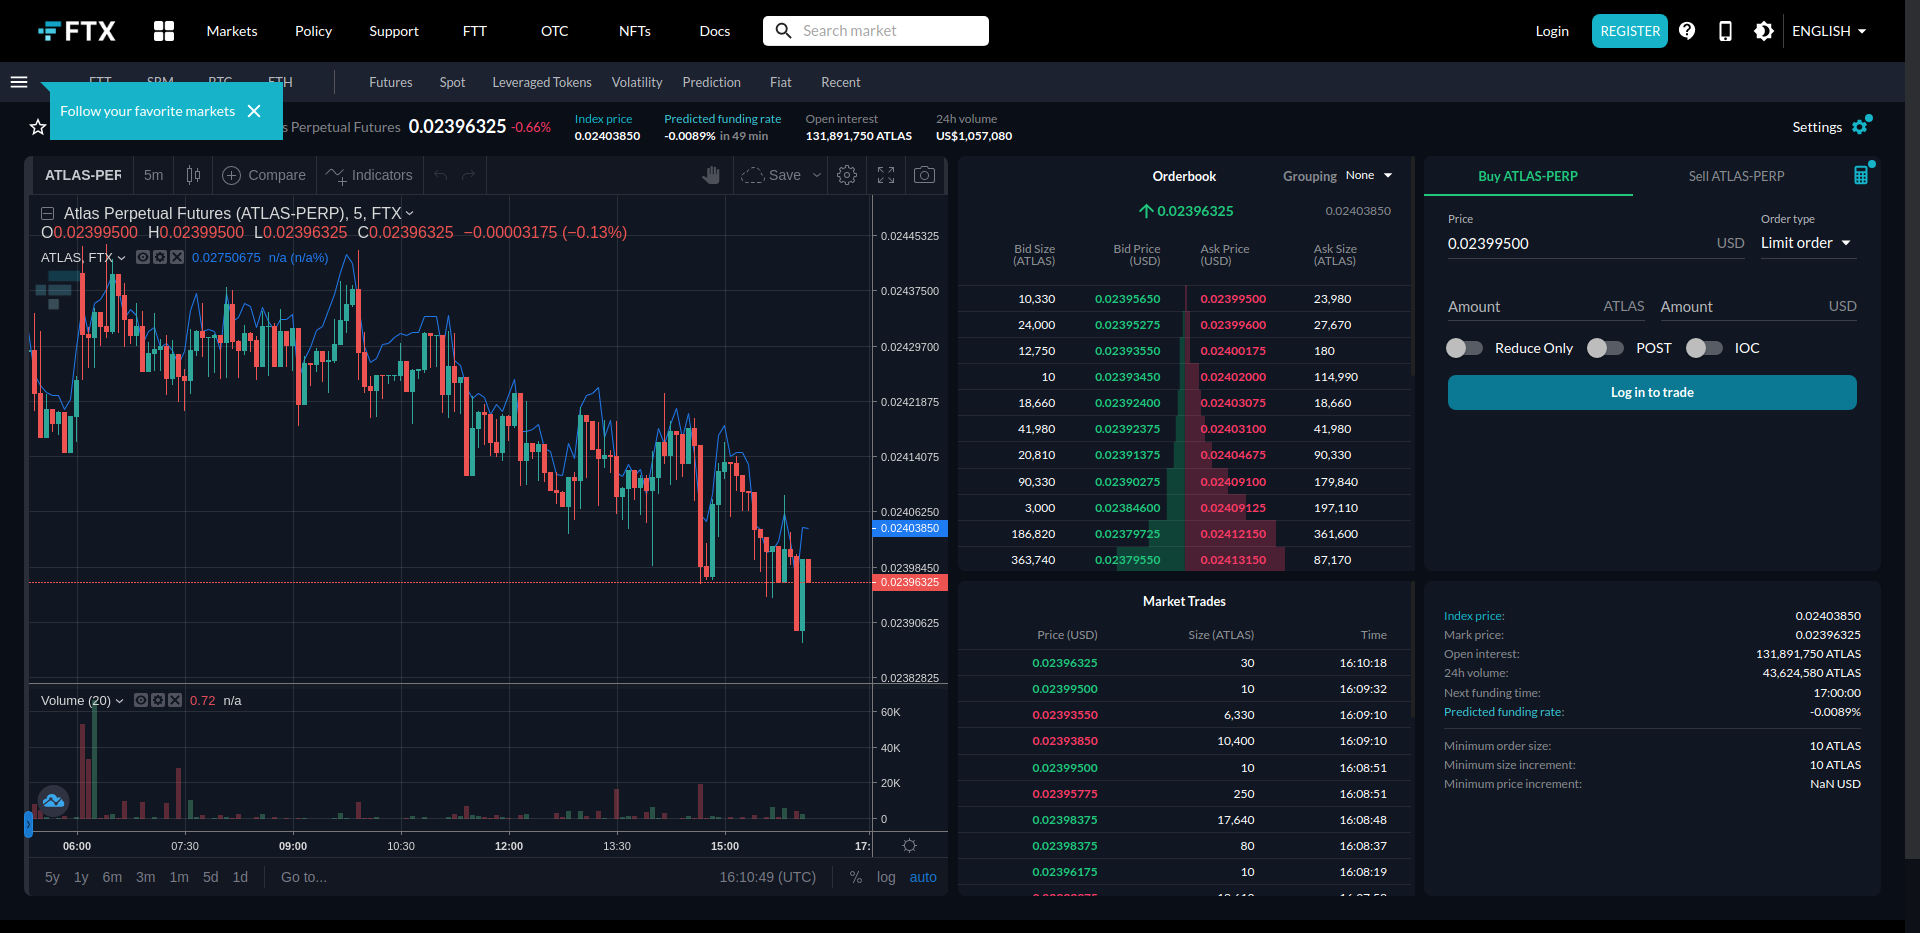 FTX Markets Policy Support FTT OTC NFTs Docs Search market Login REGISTER ENGLISH
FTT SRM BTC ETH Futures Spot Leveraged Tokens Volatility Prediction Fiat Recent
Follow your favorite markets
s Perpetual Futures 0.02396325 -0.66%
Index price
0.02403850
Predicted funding rate
-0.0089% in 49 min
Open interest
131,891,750 ATLAS
24h volume
US$1,057,080
Settings
ATLAS-PER 5m Compare Indicators Save
Atlas Perpetual Futures (ATLAS-PERP), 5, FTX
O0.02399500 H0.02399500 L0.02396325 C0.02396325 −0.00003175 (−0.13%)
ATLAS, FTX 0.02750675 n/a (n/a%)
0.02445325
0.02437500
0.02429700
0.02421875
0.02414075
0.02406250
0.02403850
0.02398450
0.02396325
0.02390625
0.02382825
Volume (20) 0.72 n/a
60K
40K
20K
0
06:00 07:30 09:00 10:30 12:00 13:30 15:00 17:
5y 1y 6m 3m 1m 5d 1d Go to... 16:10:49 (UTC) % log auto
Orderbook Grouping None
0.02396325 0.02403850
Bid Size (ATLAS) Bid Price (USD) Ask Price (USD) Ask Size (ATLAS)
10,330 0.02395650 0.02399500 23,980
24,000 0.02395275 0.02399600 27,670
12,750 0.02393550 0.02400175 180
10 0.02393450 0.02402000 114,990
18,660 0.02392400 0.02403075 18,660
41,980 0.02392375 0.02403100 41,980
20,810 0.02391375 0.02404675 90,330
90,330 0.02390275 0.02409100 179,840
3,000 0.02384600 0.02409125 197,110
186,820 0.02379725 0.02412150 361,600
363,740 0.02379550 0.02413150 87,170
Market Trades
Price (USD) Size (ATLAS) Time
0.02396325 30 16:10:18
0.02399500 10 16:09:32
0.02393550 6,330 16:09:10
0.02393850 10,400 16:09:10
0.02399500 10 16:08:51
0.02395775 250 16:08:51
0.02398375 17,640 16:08:48
0.02398375 80 16:08:37
0.02396175 10 16:08:19
Buy ATLAS-PERP Sell ATLAS-PERP
Price Order type
0.02399500 USD Limit order
Amount ATLAS Amount USD
Reduce Only POST IOC
Log in to trade
Index price: 0.02403850
Mark price: 0.02396325
Open interest: 131,891,750 ATLAS
24h volume: 43,624,580 ATLAS
Next funding time: 17:00:00
Predicted funding rate: -0.0089%
Minimum order size: 10 ATLAS
Minimum size increment: 10 ATLAS
Minimum price increment: NaN USD